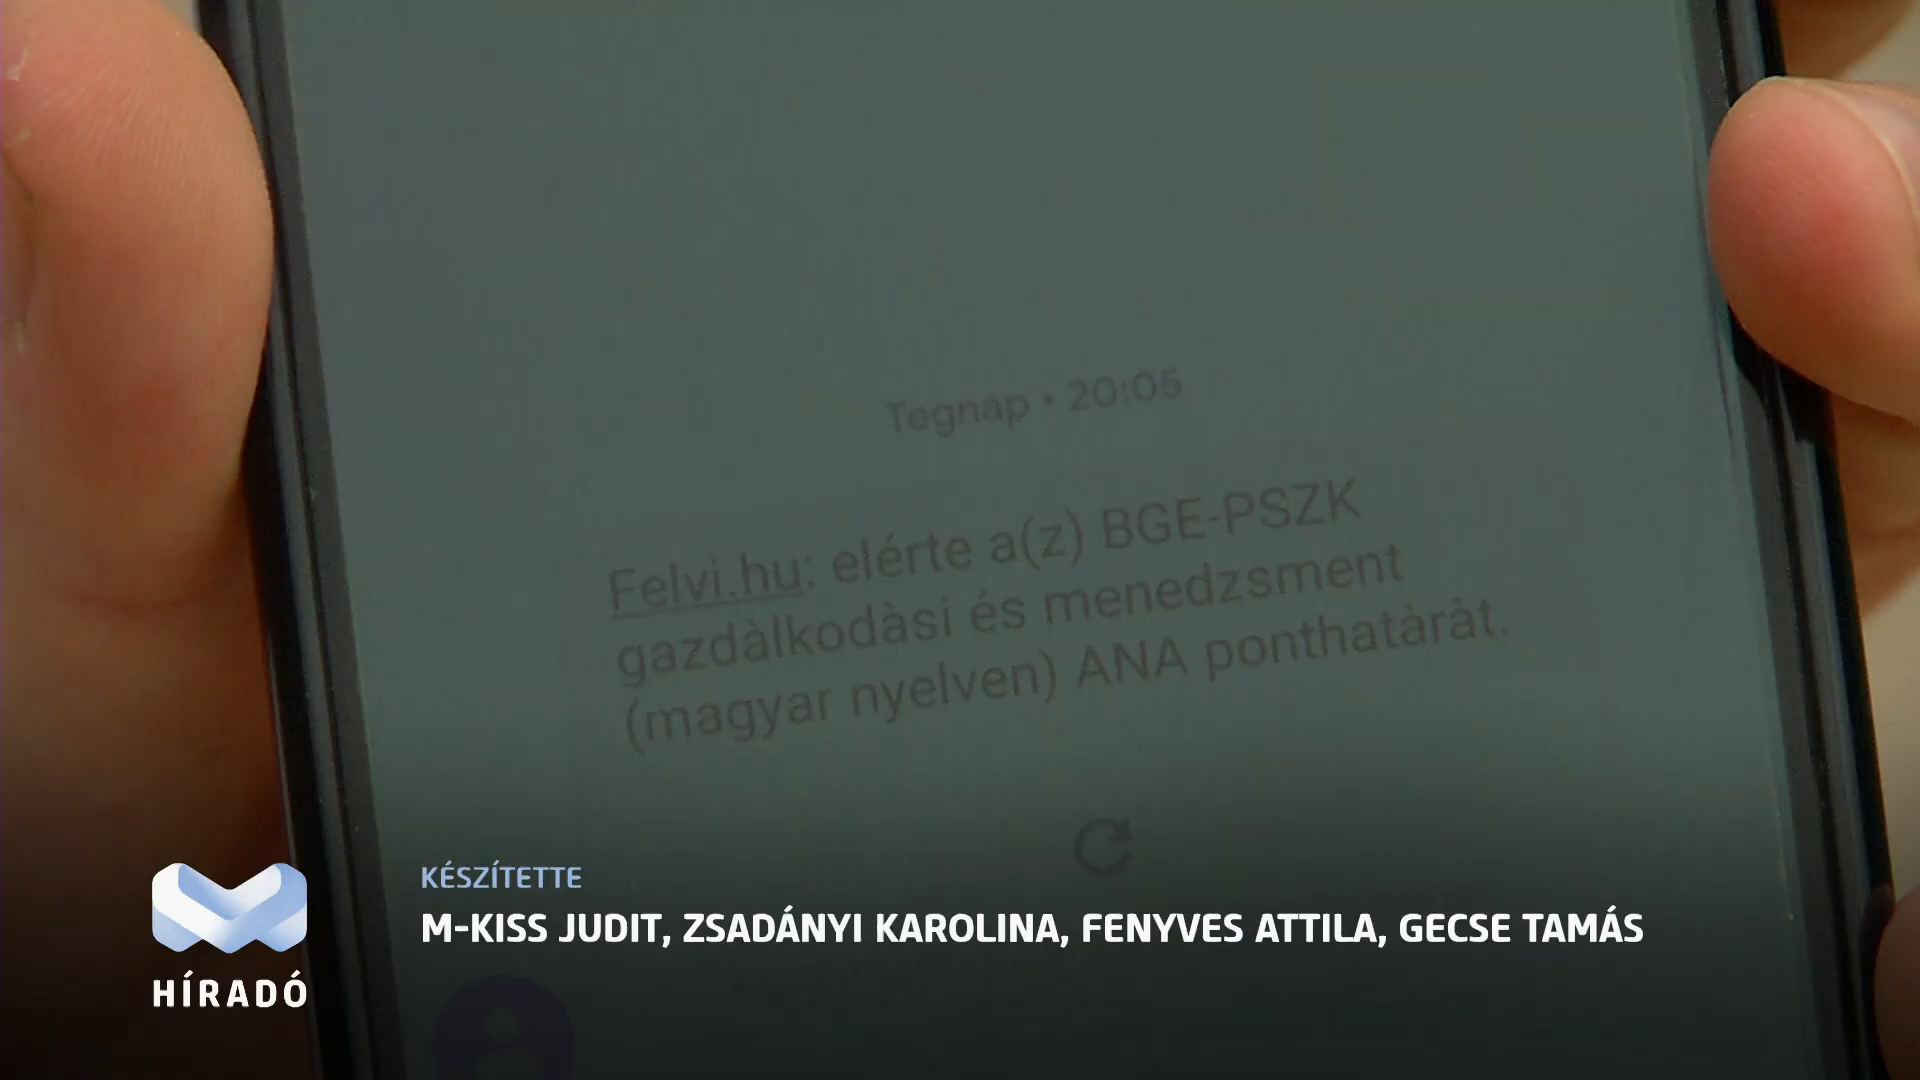 Tegnap • 20:05
Felvi.hu: elérte a(z) BGE-PSZK
gazdàlkodàsi és menedzsment
(magyar nyelven) ANA ponthatàràt.
KÉSZÍTETTE
M-KISS JUDIT, ZSADÁNYI KAROLINA, FENYVES ATTILA, GECSE TAMÁS
HÍRADÓ